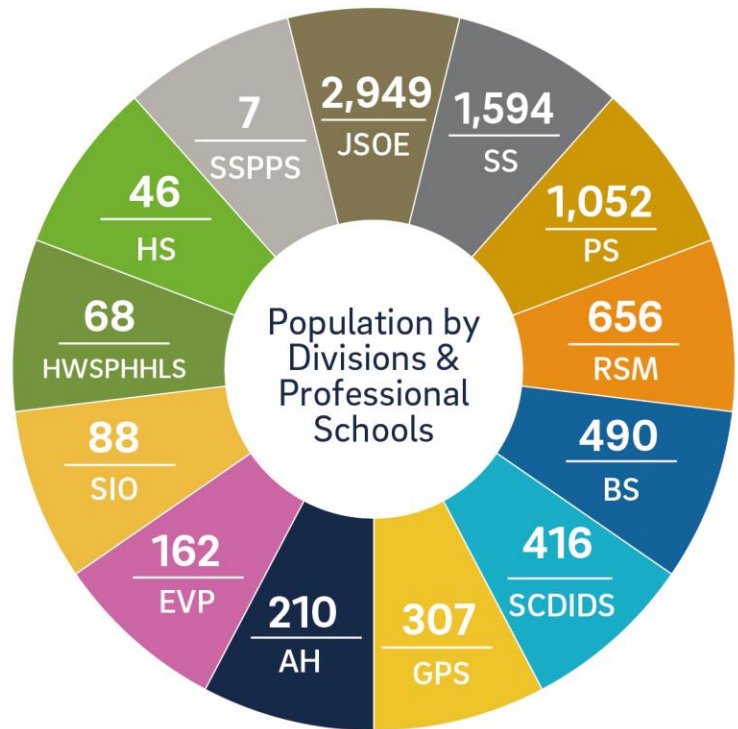 2,949
JSOE
1,594
SS
1,052
PS
656
RSM
490
BS
416
SCDIDS
307
GPS
210
AH
162
EVP
88
SIO
68
HWSPHHLS
46
HS
7
SSPPS
Population by
Divisions &
Professional
Schools